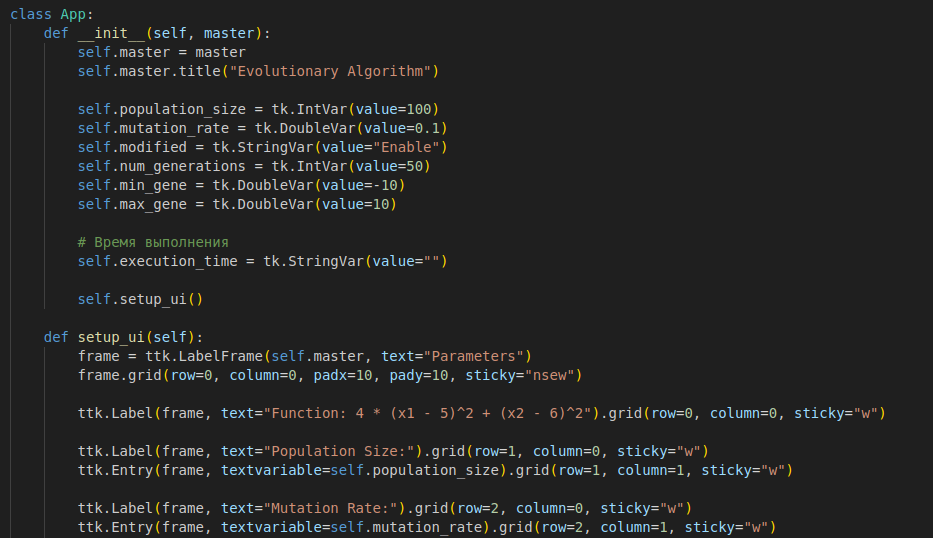 class App:
    def __init__(self, master):
        self.master = master
        self.master.title("Evolutionary Algorithm")

        self.population_size = tk.IntVar(value=100)
        self.mutation_rate = tk.DoubleVar(value=0.1)
        self.modified = tk.StringVar(value="Enable")
        self.num_generations = tk.IntVar(value=50)
        self.min_gene = tk.DoubleVar(value=-10)
        self.max_gene = tk.DoubleVar(value=10)

        # Время выполнения
        self.execution_time = tk.StringVar(value="")

        self.setup_ui()

    def setup_ui(self):
        frame = ttk.LabelFrame(self.master, text="Parameters")
        frame.grid(row=0, column=0, padx=10, pady=10, sticky="nsew")

        ttk.Label(frame, text="Function: 4 * (x1 - 5)^2 + (x2 - 6)^2").grid(row=0, column=0, sticky="w")

        ttk.Label(frame, text="Population Size:").grid(row=1, column=0, sticky="w")
        ttk.Entry(frame, textvariable=self.population_size).grid(row=1, column=1, sticky="w")

        ttk.Label(frame, text="Mutation Rate:").grid(row=2, column=0, sticky="w")
        ttk.Entry(frame, textvariable=self.mutation_rate).grid(row=2, column=1, sticky="w")